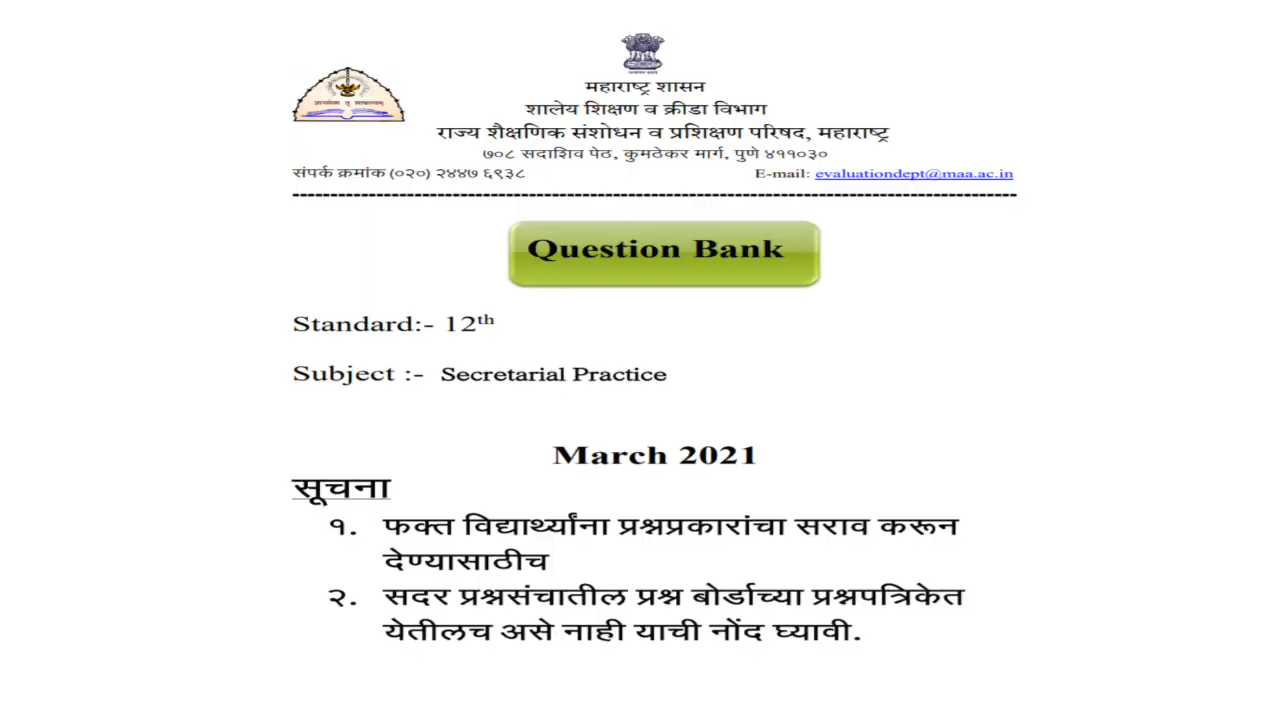 महाराष्ट्र शासन
शालेय शिक्षण व क्रीडा विभाग
राज्य शैक्षणिक संशोधन व प्रशिक्षण परिषद, महाराष्ट्र
७०८ सदाशिव पेठ, कुमठेकर मार्ग, पुणे ४११०३०
संपर्क क्रमांक (०२०) २४४७ ६९३८ E-mail: evaluationdept@maa.ac.in
Question Bank
Standard:- 12th
Subject :- Secretarial Practice
March 2021
सूचना
१. फक्त विद्यार्थ्यांना प्रश्नप्रकारांचा सराव करून
देण्यासाठीच
२. सदर प्रश्नसंचातील प्रश्न बोर्डाच्या प्रश्नपत्रिकेत
येतीलच असे नाही याची नोंद घ्यावी.